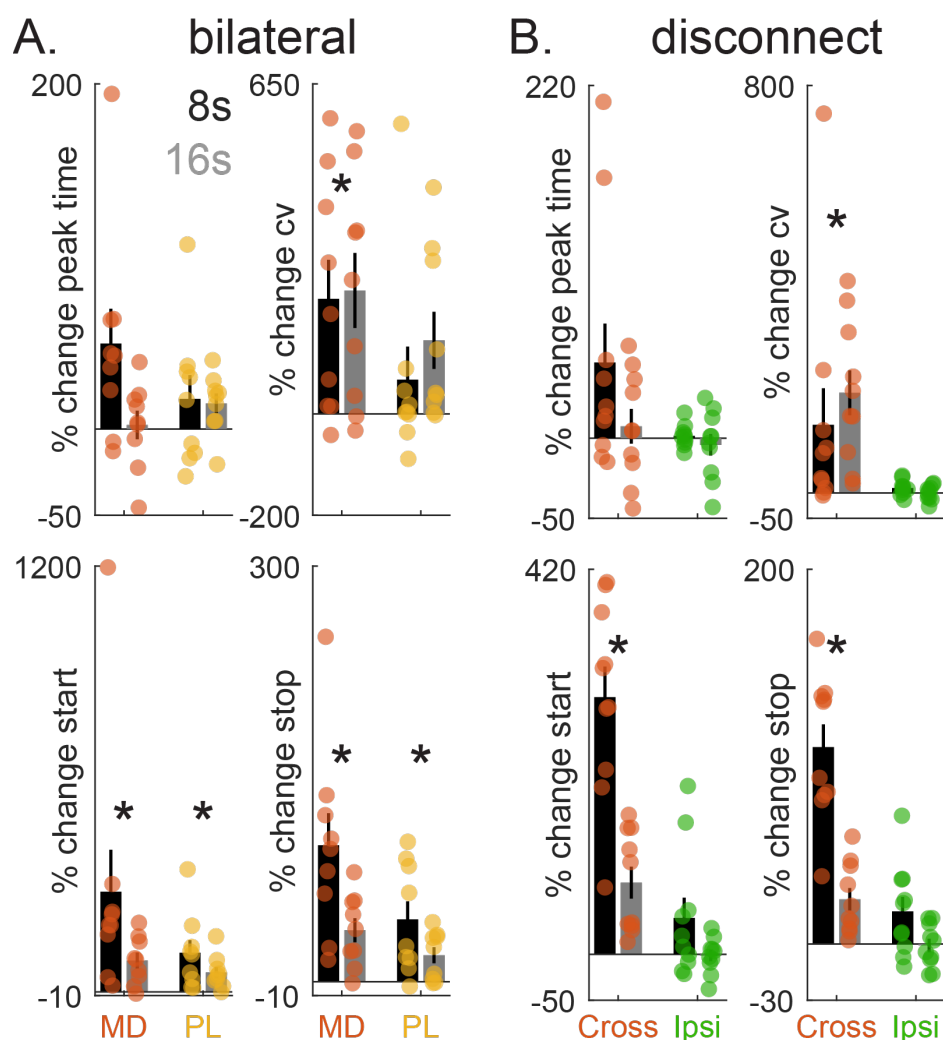 A. bilateral
B. disconnect
200
8s
16s
% change peak time
-50
650
*
% change cv
-200
220
% change peak time
-50
800
*
% change cv
-50
1200
% change start
* *
-10
MD PL
300
% change stop
* *
-10
MD PL
420
*
% change start
-50
Cross Ipsi
200
*
% change stop
-30
Cross Ipsi